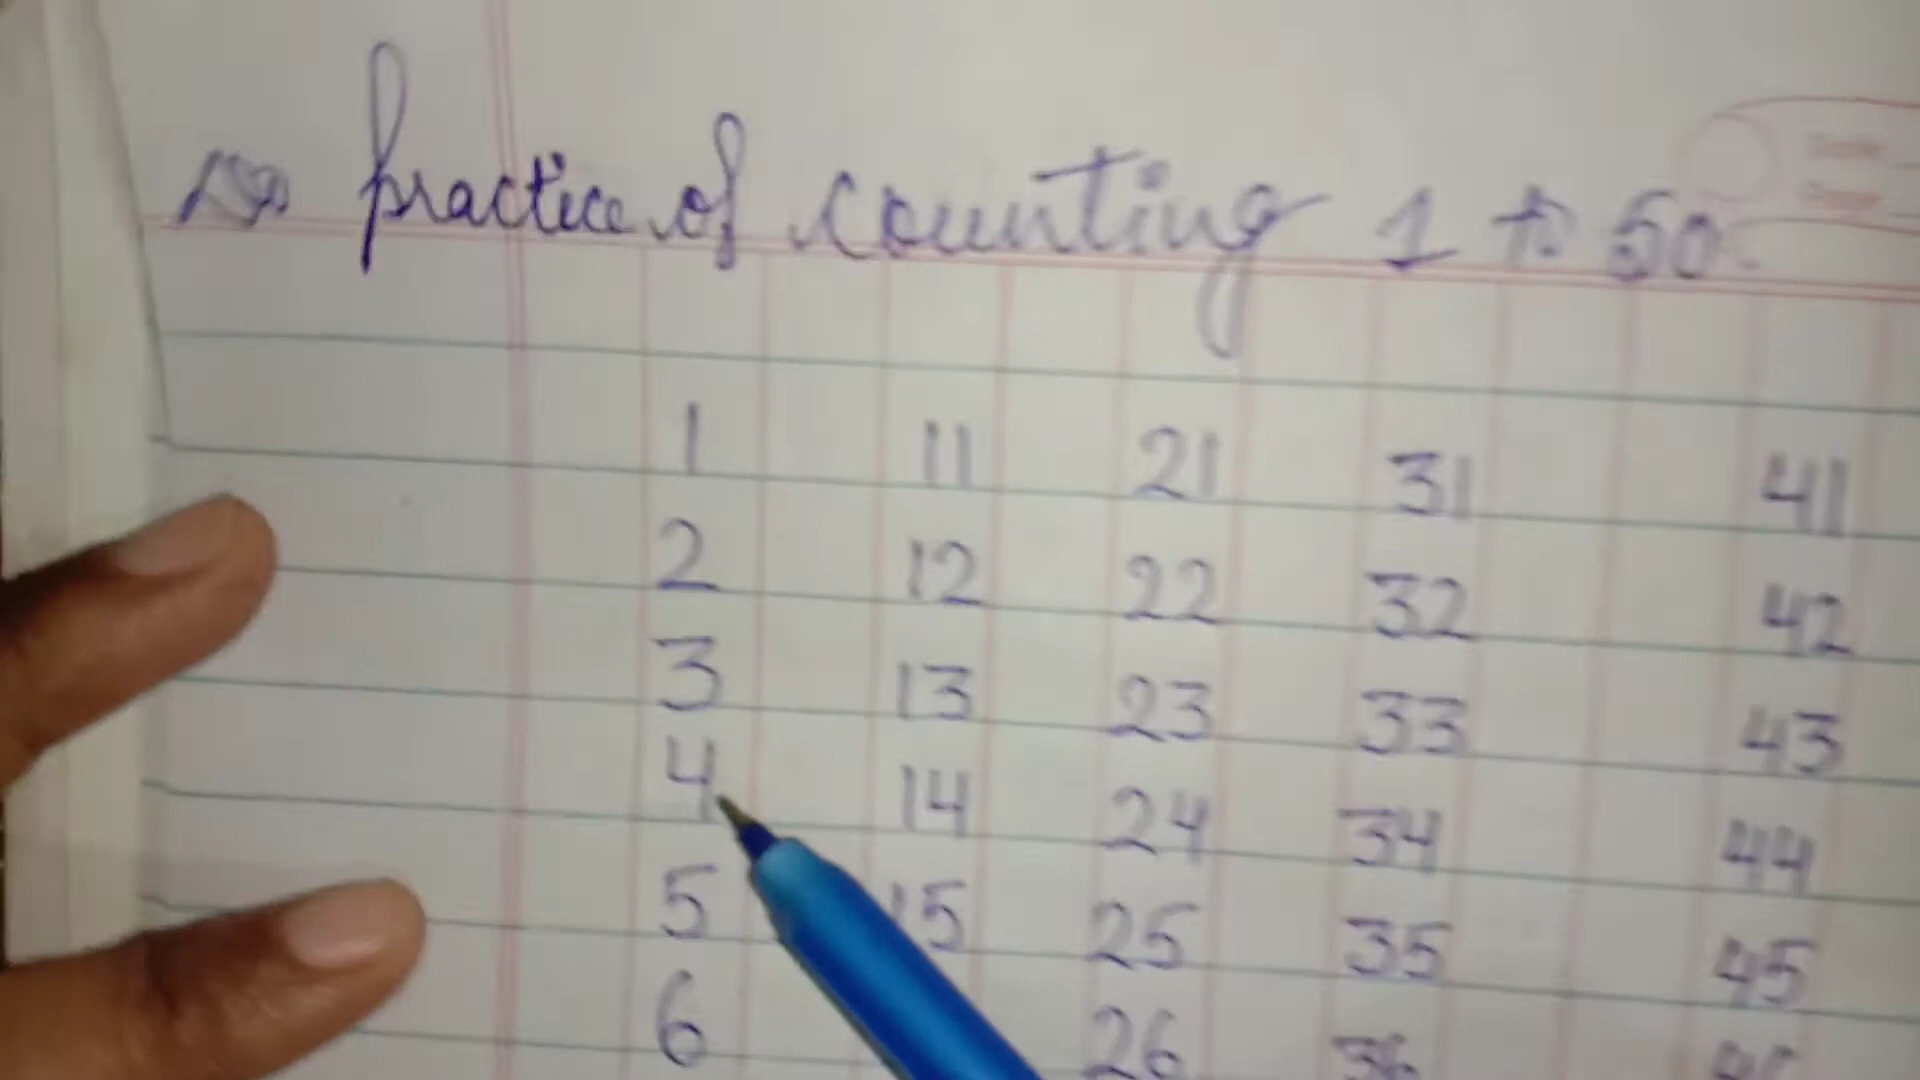 practice of counting 1 to 50
1 11 21 31 41
2 12 22 32 42
3 13 23 33 43
4 14 24 34 44
5 15 25 35 45
6 26 36